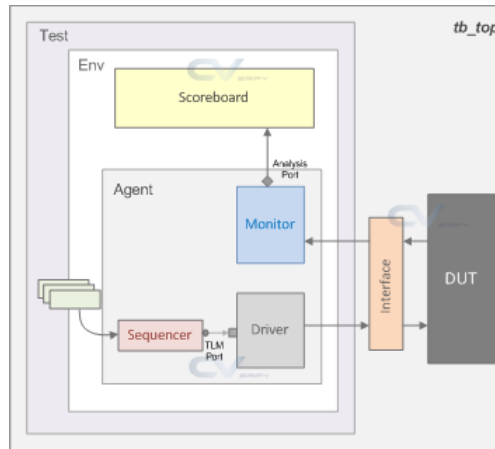 tb_top
Test
Env
Scoreboard
Analysis
Port
Agent
Monitor
Interface
DUT
Sequencer
TLM
Port
Driver